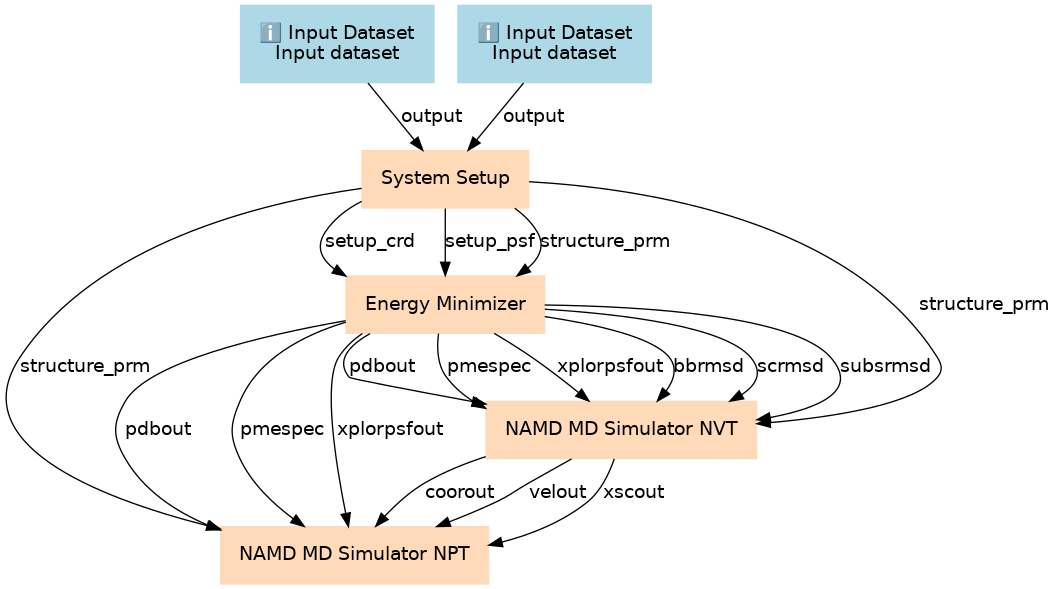 ℹ️ Input Dataset
Input dataset
ℹ️ Input Dataset
Input dataset
output
output
System Setup
setup_crd
setup_psf
structure_prm
Energy Minimizer
structure_prm
structure_prm
pdbout
pmespec
xplorpsfout
bbrmsd
scrmsd
subsrmsd
NAMD MD Simulator NVT
pdbout
pmespec
xplorpsfout
coorout
velout
xscout
NAMD MD Simulator NPT